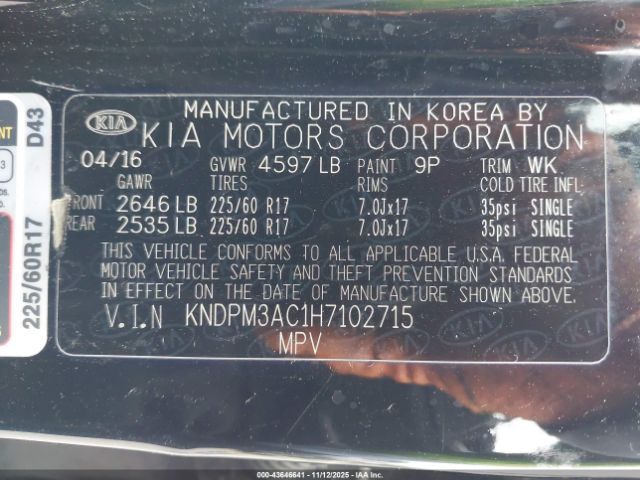 MANUFACTURED IN KOREA BY
KIA KIA MOTORS CORPORATION
04/16 GVWR 4597 LB PAINT 9P TRIM WK
GAWR TIRES RIMS COLD TIRE INFL.
FRONT 2646 LB 225/60 R17 7.0Jx17 35psi SINGLE
REAR 2535 LB 225/60 R17 7.0Jx17 35psi SINGLE
THIS VEHICLE CONFORMS TO ALL APPLICABLE U.S.A. FEDERAL
MOTOR VEHICLE SAFETY AND THEFT PREVENTION STANDARDS
IN EFFECT ON THE DATE OF MANUFACTURE SHOWN ABOVE.
V.I.N KNDPM3AC1H7102715
MPV
225/60R17 D43
000-43646641 - 11/12/2025 - IAAI.com